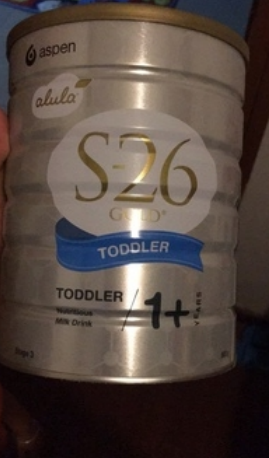 aspen
alula
S-26
GOLD®
TODDLER
TODDLER / 1+ YEARS
Nutritious
Milk Drink
Stage 3